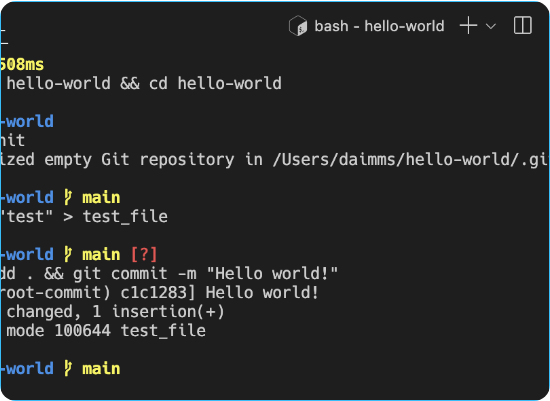 bash - hello-world
508ms
hello-world && cd hello-world
-world
nit
ized empty Git repository in /Users/daimms/hello-world/.gi
-world main
"test" > test_file
-world main [?]
dd . && git commit -m "Hello world!"
root-commit) c1c1283] Hello world!
changed, 1 insertion(+)
mode 100644 test_file
-world main